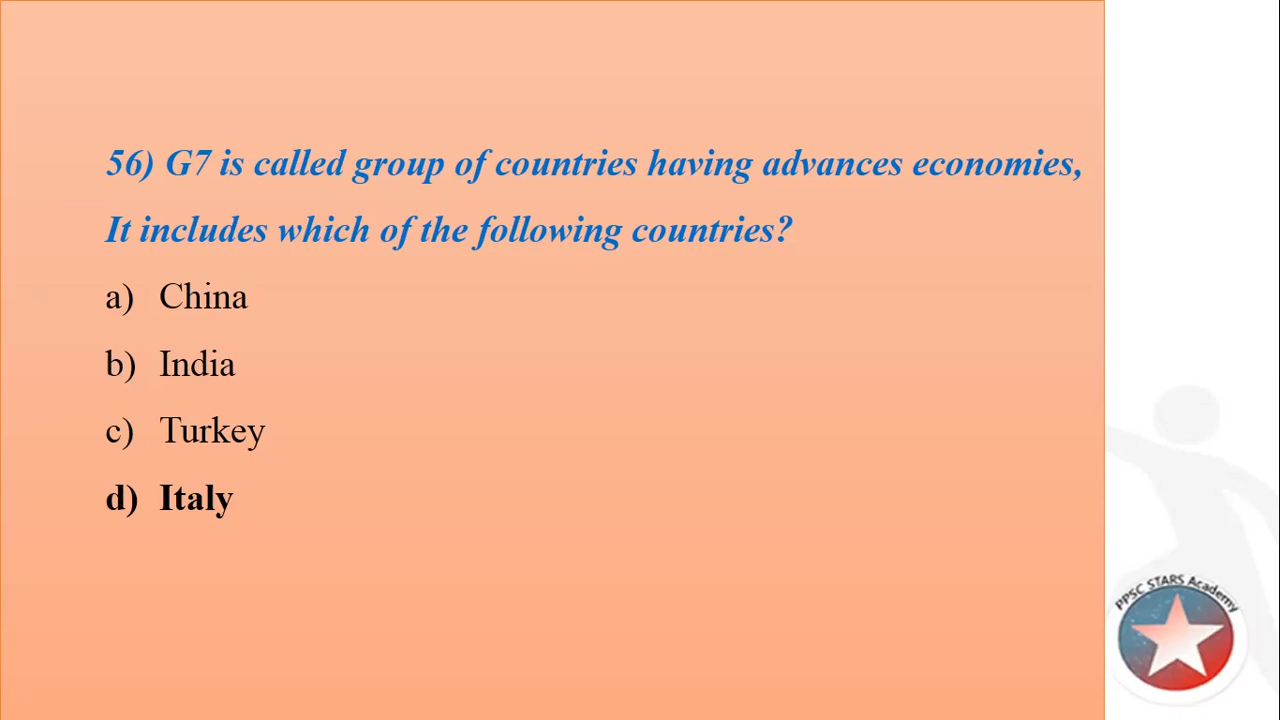 56) G7 is called group of countries having advances economies,
It includes which of the following countries?
a) China
b) India
c) Turkey
d) Italy
PPSC STARS Academy